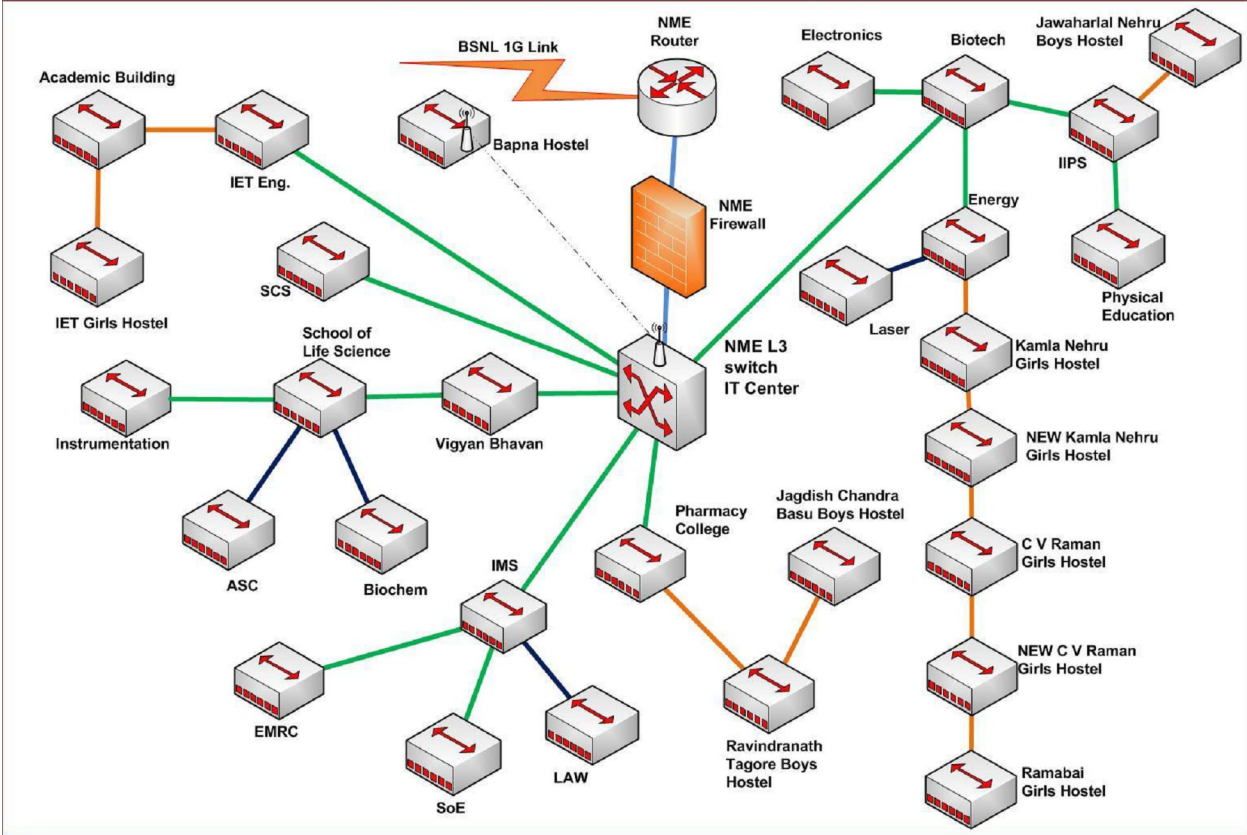 NME
Router
BSNL 1G Link
Electronics
Biotech
Jawaharlal Nehru
Boys Hostel
Academic Building
IET Eng.
Bapna Hostel
NME
Firewall
IIPS
Energy
SCS
IET Girls Hostel
Laser
Physical
Education
School of
Life Science
NME L3
switch
IT Center
Kamla Nehru
Girls Hostel
Instrumentation
Vigyan Bhavan
NEW Kamla Nehru
Girls Hostel
Pharmacy
College
Jagdish Chandra
Basu Boys Hostel
C V Raman
Girls Hostel
ASC
Biochem
IMS
NEW C V Raman
Girls Hostel
EMRC
SoE
LAW
Ravindranath
Tagore Boys
Hostel
Ramabai
Girls Hostel